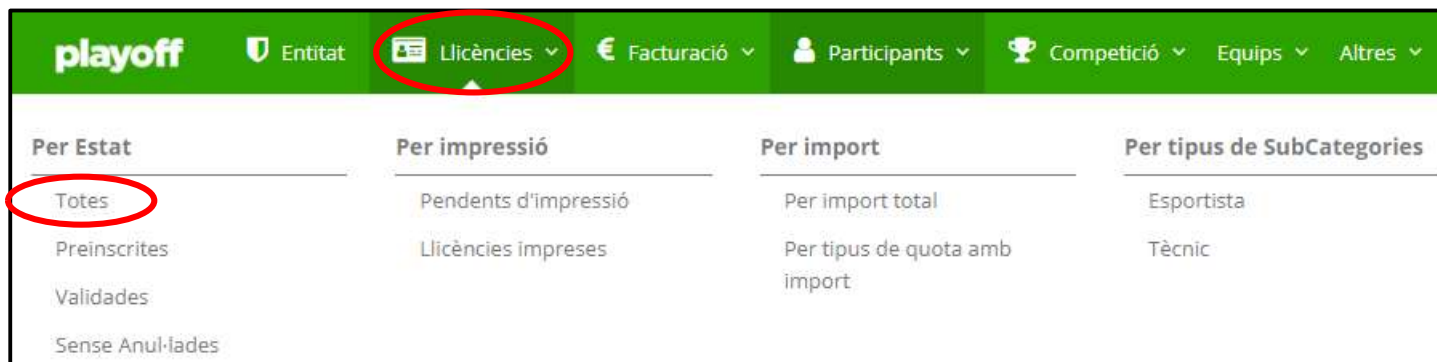 playoff Entitat Llicències € Facturació Participants Competició Equips Altres
Per Estat
Totes
Preinscrites
Validades
Sense Anul·lades
Per impressió
Pendents d'impressió
Llicències impreses
Per import
Per import total
Per tipus de quota amb
import
Per tipus de SubCategories
Esportista
Tècnic